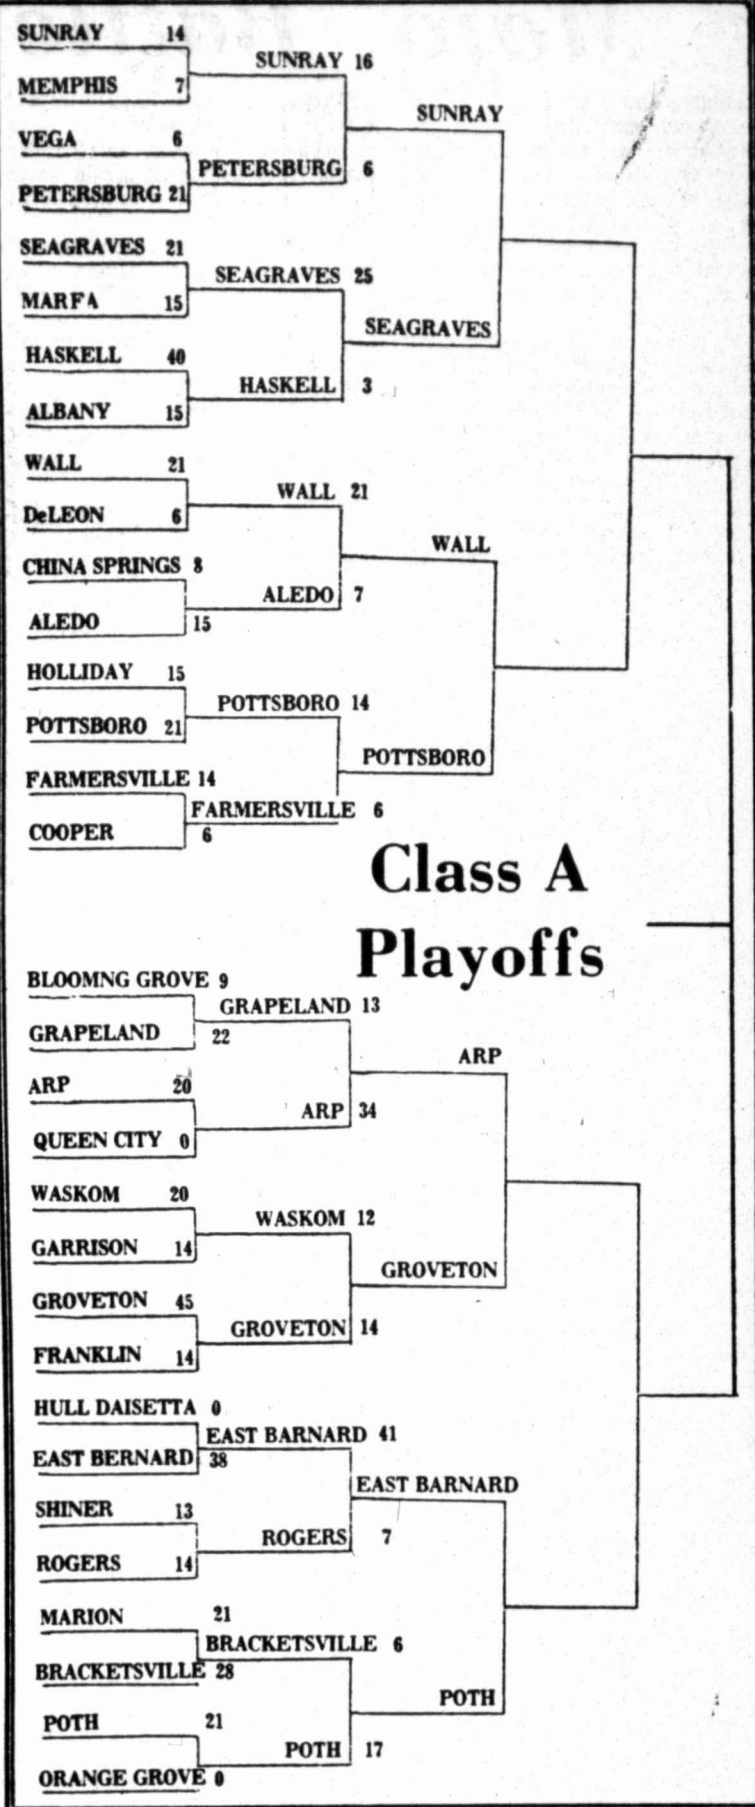 SUNRAY 14
SUNRAY 16
MEMPHIS 7
SUNRAY
VEGA 6
PETERSBURG 6
PETERSBURG 21
SEAGRAVES 21
SEAGRAVES 25
MARFA 15
SEAGRAVES
HASKELL 40
HASKELL 3
ALBANY 15
WALL 21
WALL 21
DeLEON 6
WALL
CHINA SPRINGS 8
ALEDO 7
ALEDO 15
HOLLIDAY 15
POTTSBORO 14
POTTSBORO 21
POTTSBORO
FARMERSVILLE 14
FARMERSVILLE 6
COOPER 6
Class A
Playoffs
BLOOMNG GROVE 9
GRAPELAND 13
GRAPELAND 22
ARP
ARP 20
ARP 34
QUEEN CITY 0
WASKOM 20
WASKOM 12
GARRISON 14
GROVETON
GROVETON 45
GROVETON 14
FRANKLIN 14
HULL DAISETTA 0
EAST BARNARD 41
EAST BERNARD 38
EAST BARNARD
SHINER 13
ROGERS 7
ROGERS 14
MARION 21
BRACKETSVILLE 6
BRACKETSVILLE 28
POTH
POTH 21
POTH 17
ORANGE GROVE 0